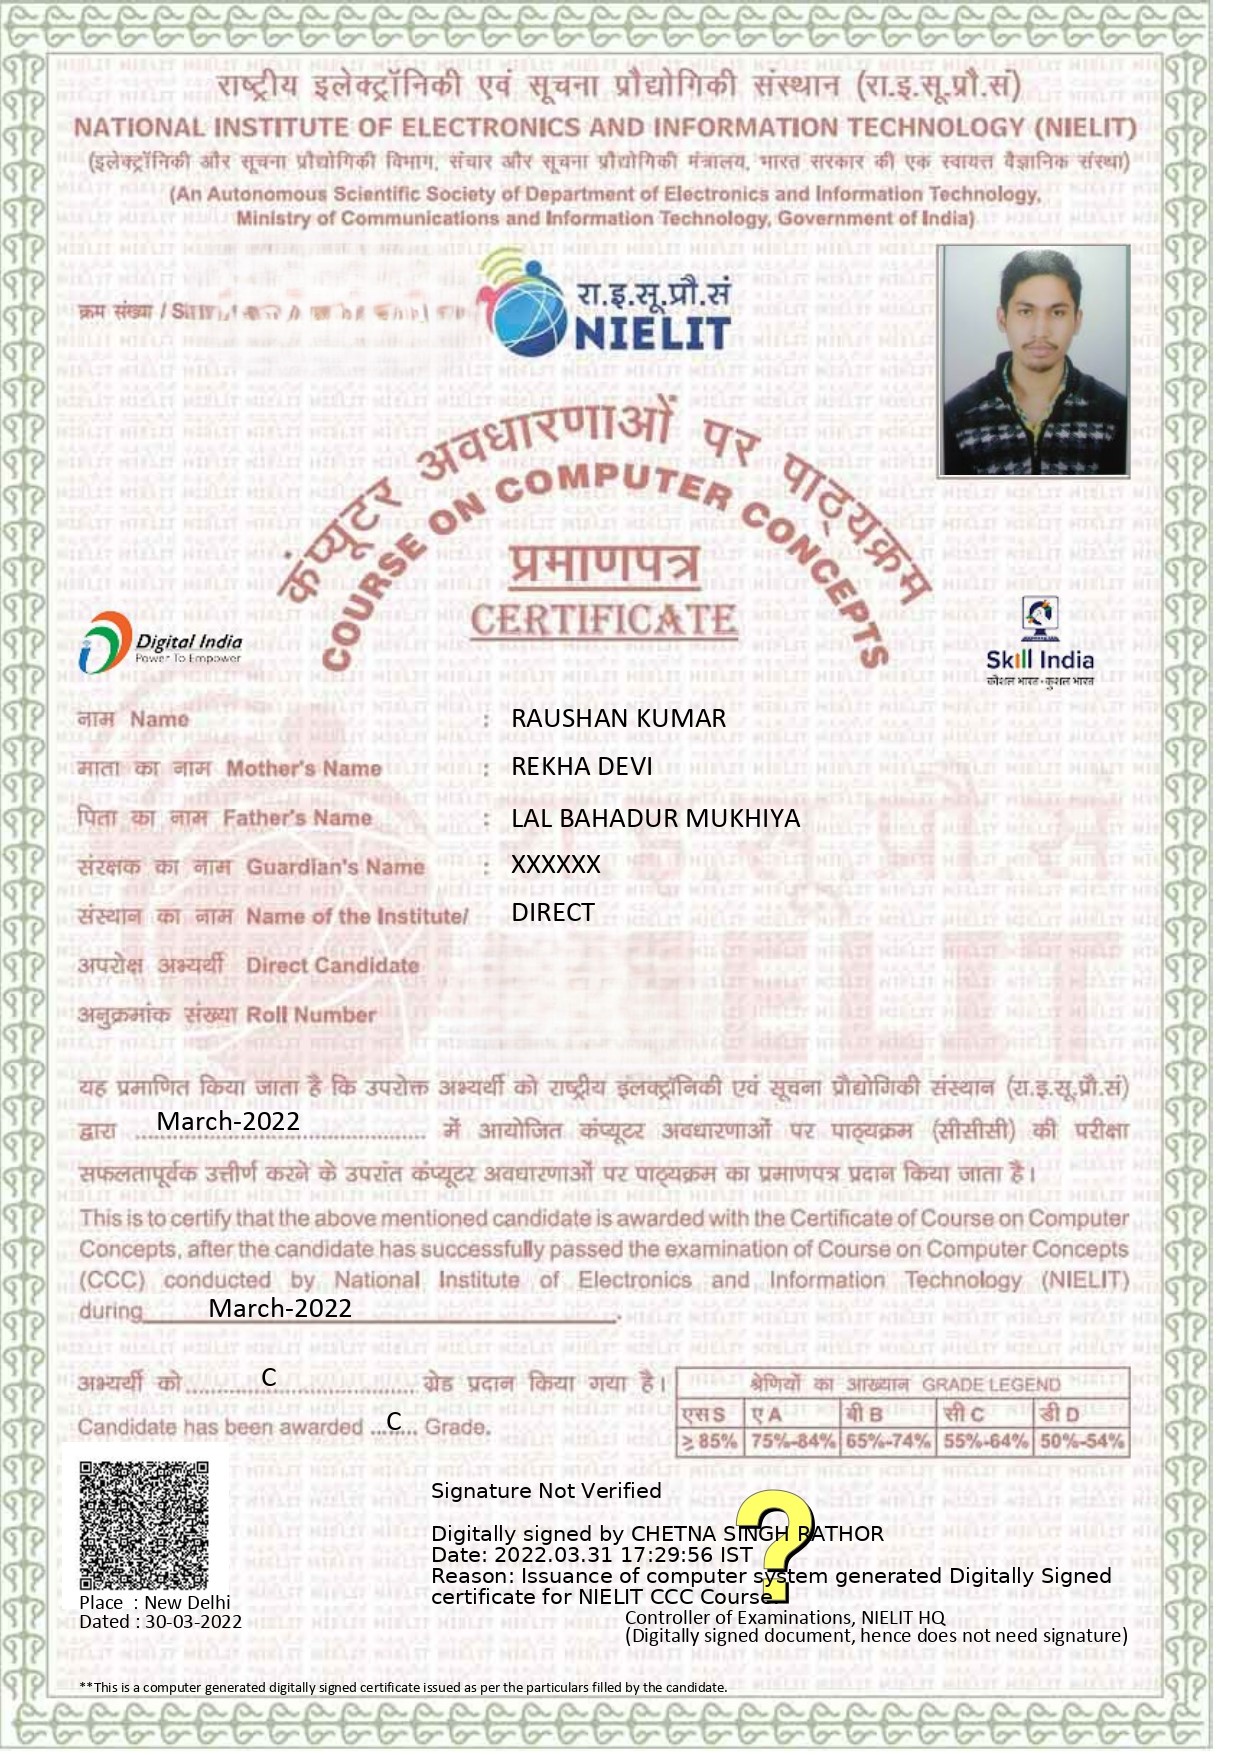 राष्ट्रीय इलेक्ट्रॉनिकी एवं सूचना प्रौद्योगिकी संस्थान (रा.इ.सू.प्रौ.सं)
NATIONAL INSTITUTE OF ELECTRONICS AND INFORMATION TECHNOLOGY (NIELIT)
(इलेक्ट्रॉनिकी और सूचना प्रौद्योगिकी विभाग, संचार और सूचना प्रौद्योगिकी मंत्रालय, भारत सरकार की एक स्वायत्त वैज्ञानिक संस्था)
(An Autonomous Scientific Society of Department of Electronics and Information Technology,
Ministry of Communications and Information Technology, Government of India)
क्रम संख्या /
रा.इ.सू.प्रौ.सं
NIELIT
कंप्यूटर अवधारणाओं पर पाठ्यक्रम
COURSE ON COMPUTER CONCEPTS
प्रमाणपत्र
CERTIFICATE
Digital India
Power To Empower
Skill India
कौशल भारत - कुशल भारत
नाम Name : RAUSHAN KUMAR
माता का नाम Mother's Name : REKHA DEVI
पिता का नाम Father's Name : LAL BAHADUR MUKHIYA
संरक्षक का नाम Guardian's Name : XXXXXX
संस्थान का नाम Name of the Institute/ DIRECT
अपरोक्ष अभ्यर्थी Direct Candidate
अनुक्रमांक संख्या Roll Number
यह प्रमाणित किया जाता है कि उपरोक्त अभ्यर्थी को राष्ट्रीय इलक्ट्रॉनिकी एवं सूचना प्रौद्योगिकी संस्थान (रा.इ.सू.प्रौ.सं)
द्वारा March-2022 में आयोजित कंप्यूटर अवधारणाओं पर पाठ्यक्रम (सीसीसी) की परीक्षा
सफलतापूर्वक उत्तीर्ण करने के उपरांत कंप्यूटर अवधारणाओं पर पाठ्यक्रम का प्रमाणपत्र प्रदान किया जाता है।
This is to certify that the above mentioned candidate is awarded with the Certificate of Course on Computer
Concepts, after the candidate has successfully passed the examination of Course on Computer Concepts
(CCC) conducted by National Institute of Electronics and Information Technology (NIELIT)
during March-2022.
अभ्यर्थी को C ग्रेड प्रदान किया गया है।
Candidate has been awarded C Grade.
श्रेणियों का आख्यान GRADE LEGEND
एस S ए A बी B सी C डी D
≥ 85% 75%-84% 65%-74% 55%-64% 50%-54%
Signature Not Verified
Digitally signed by CHETNA SINGH RATHOR
Date: 2022.03.31 17:29:56 IST
Reason: Issuance of computer system generated Digitally Signed
certificate for NIELIT CCC Course.
Place : New Delhi
Dated : 30-03-2022
Controller of Examinations, NIELIT HQ
(Digitally signed document, hence does not need signature)
**This is a computer generated digitally signed certificate issued as per the particulars filled by the candidate.